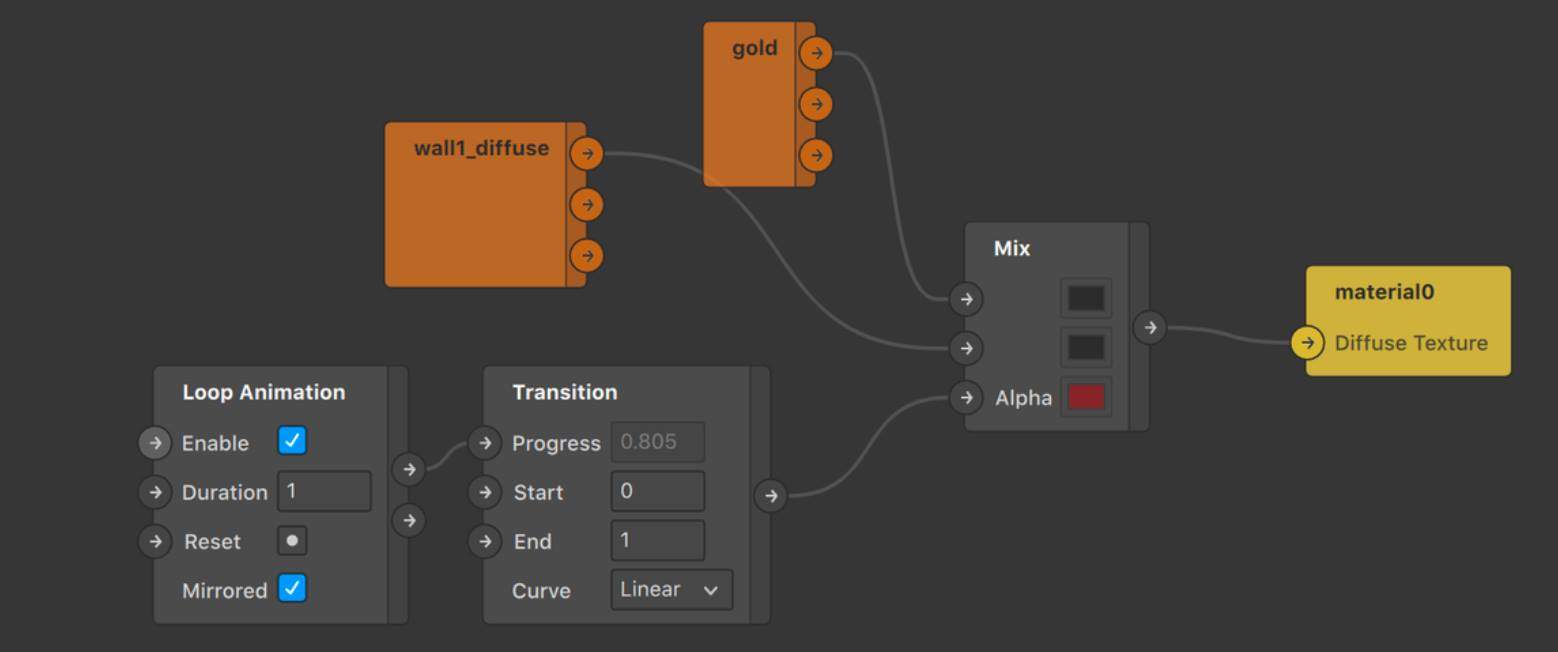 gold
wall1_diffuse
Mix
Alpha
material0
Diffuse Texture
Loop Animation
Enable
Duration 1
Reset
Mirrored
Transition
Progress 0.805
Start 0
End 1
Curve Linear